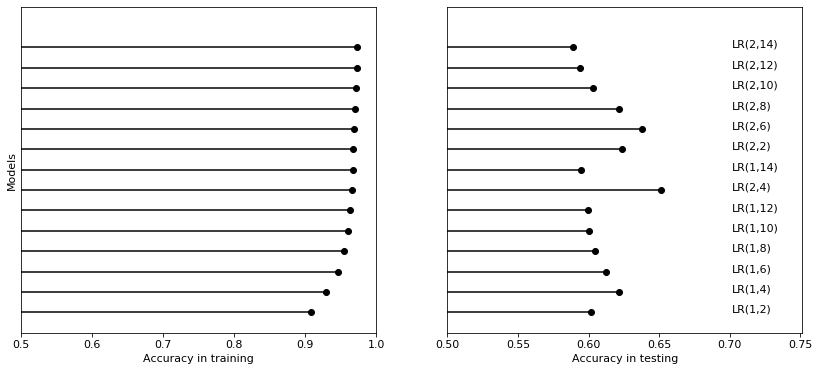 Models
0.5 0.6 0.7 0.8 0.9 1.0
Accuracy in training
LR(2,14)
LR(2,12)
LR(2,10)
LR(2,8)
LR(2,6)
LR(2,2)
LR(1,14)
LR(2,4)
LR(1,12)
LR(1,10)
LR(1,8)
LR(1,6)
LR(1,4)
LR(1,2)
0.50 0.55 0.60 0.65 0.70 0.75
Accuracy in testing